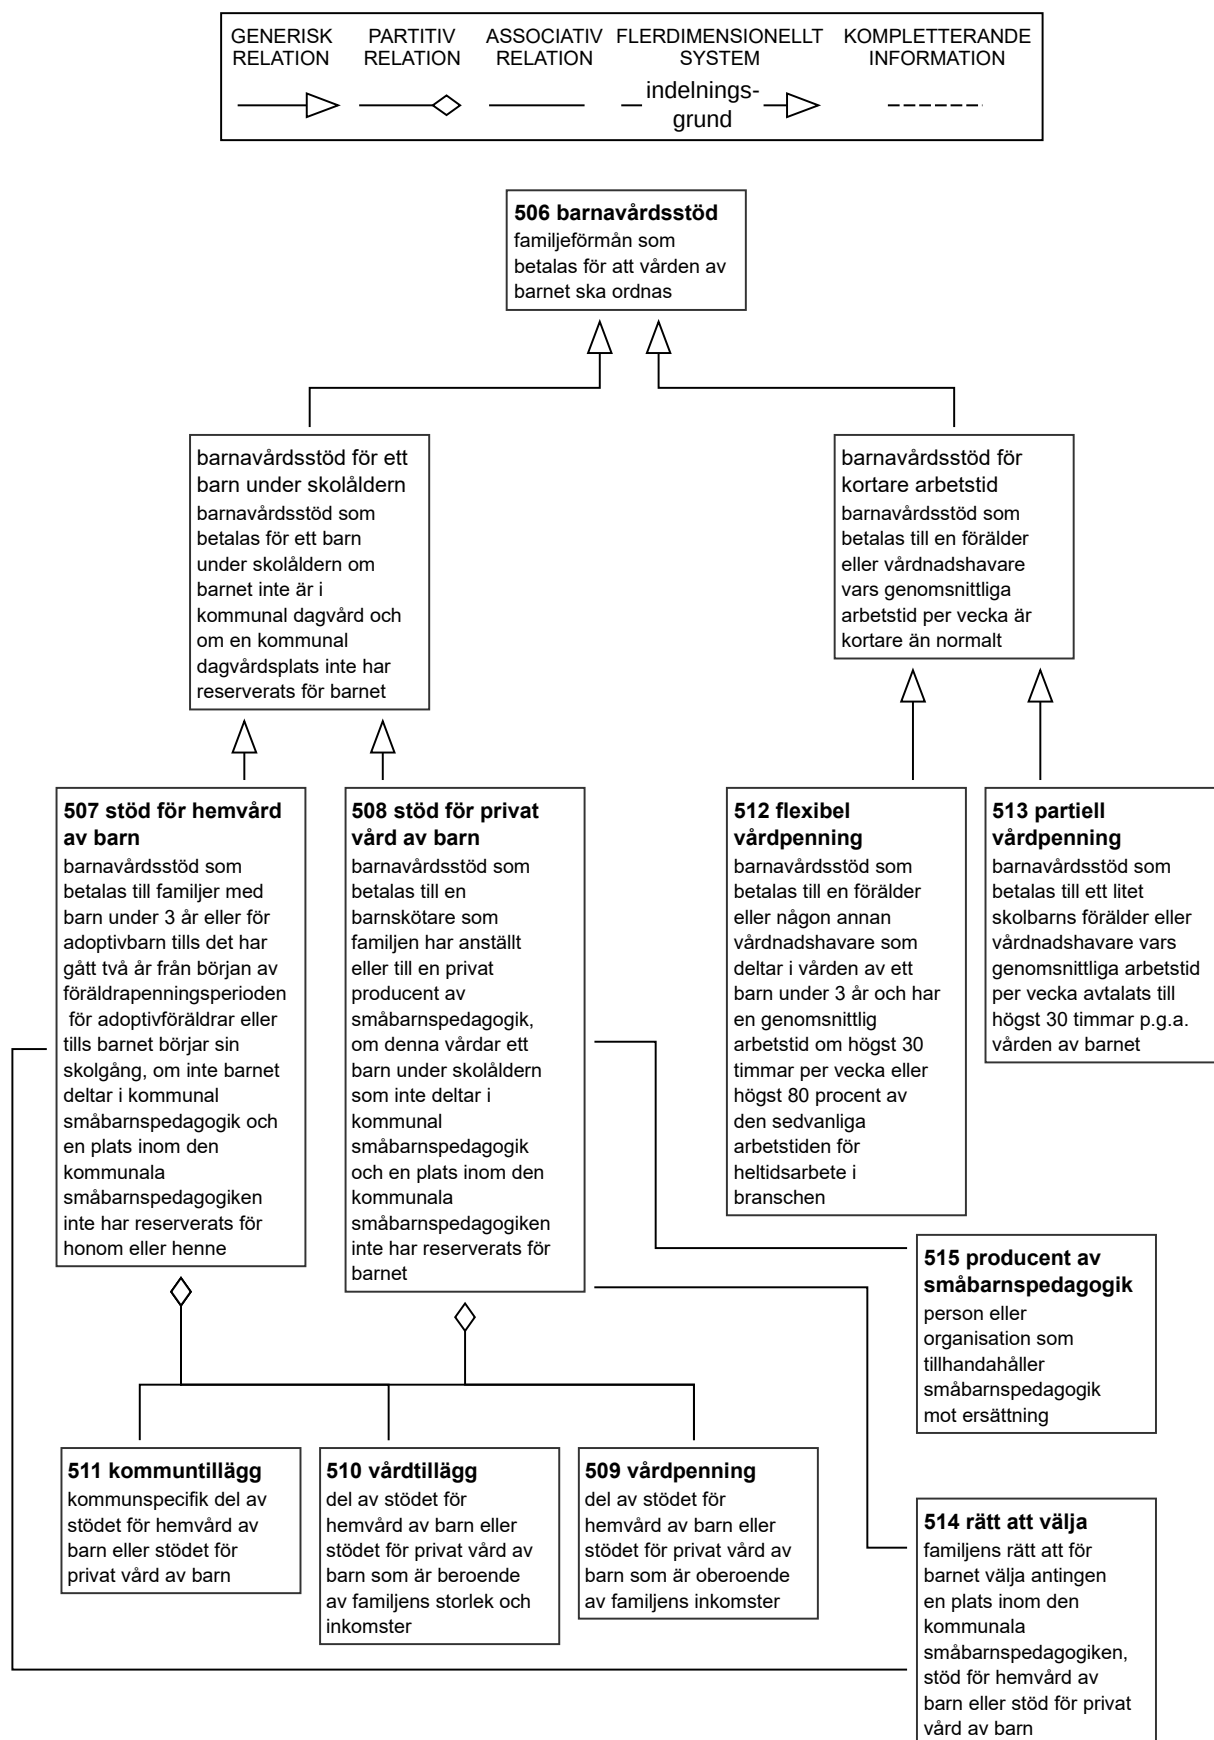 GENERISK
RELATION
PARTITIV
RELATION
ASSOCIATIV
RELATION
FLERDIMENSIONELLT
SYSTEM
KOMPLETTERANDE
INFORMATION
indelnings-
grund
506 barnavårdsstöd
familjeförmån som
betalas för att vården av
barnet ska ordnas
barnavårdsstöd för ett
barn under skolåldern
barnavårdsstöd som
betalas för ett barn
under skolåldern om
barnet inte är i
kommunal dagvård och
om en kommunal
dagvårdsplats inte har
reserverats för barnet
barnavårdsstöd för
kortare arbetstid
barnavårdsstöd som
betalas till en förälder
eller vårdnadshavare
vars genomsnittliga
arbetstid per vecka är
kortare än normalt
507 stöd för hemvård
av barn
barnavårdsstöd som
betalas till familjer med
barn under 3 år eller för
adoptivbarn tills det har
gått två år från början av
föräldrapenningsperioden
för adoptivföräldrar eller
tills barnet börjar sin
skolgång, om inte barnet
deltar i kommunal
småbarnspedagogik och
en plats inom den
kommunala
småbarnspedagogiken
inte har reserverats för
honom eller henne
508 stöd för privat
vård av barn
barnavårdsstöd som
betalas till en
barnskötare som
familjen har anställt
eller till en privat
producent av
småbarnspedagogik,
om denna vårdar ett
barn under skolåldern
som inte deltar i
kommunal
småbarnspedagogik
och en plats inom den
kommunala
småbarnspedagogiken
inte har reserverats för
barnet
512 flexibel
vårdpenning
barnavårdsstöd som
betalas till en förälder
eller någon annan
vårdnadshavare som
deltar i vården av ett
barn under 3 år och har
en genomsnittlig
arbetstid om högst 30
timmar per vecka eller
högst 80 procent av
den sedvanliga
arbetstiden för
heltidsarbete i
branschen
513 partiell
vårdpenning
barnavårdsstöd som
betalas till ett litet
skolbarns förälder eller
vårdnadshavare vars
genomsnittliga arbetstid
per vecka avtalats till
högst 30 timmar p.g.a.
vården av barnet
515 producent av
småbarnspedagogik
person eller
organisation som
tillhandahåller
småbarnspedagogik
mot ersättning
511 kommuntillägg
kommunspecifik del av
stödet för hemvård av
barn eller stödet för
privat vård av barn
510 vårdtillägg
del av stödet för
hemvård av barn eller
stödet för privat vård av
barn som är beroende
av familjens storlek och
inkomster
509 vårdpenning
del av stödet för
hemvård av barn eller
stödet för privat vård av
barn som är oberoende
av familjens inkomster
514 rätt att välja
familjens rätt att för
barnet välja antingen
en plats inom den
kommunala
småbarnspedagogiken,
stöd för hemvård av
barn eller stöd för privat
vård av barn